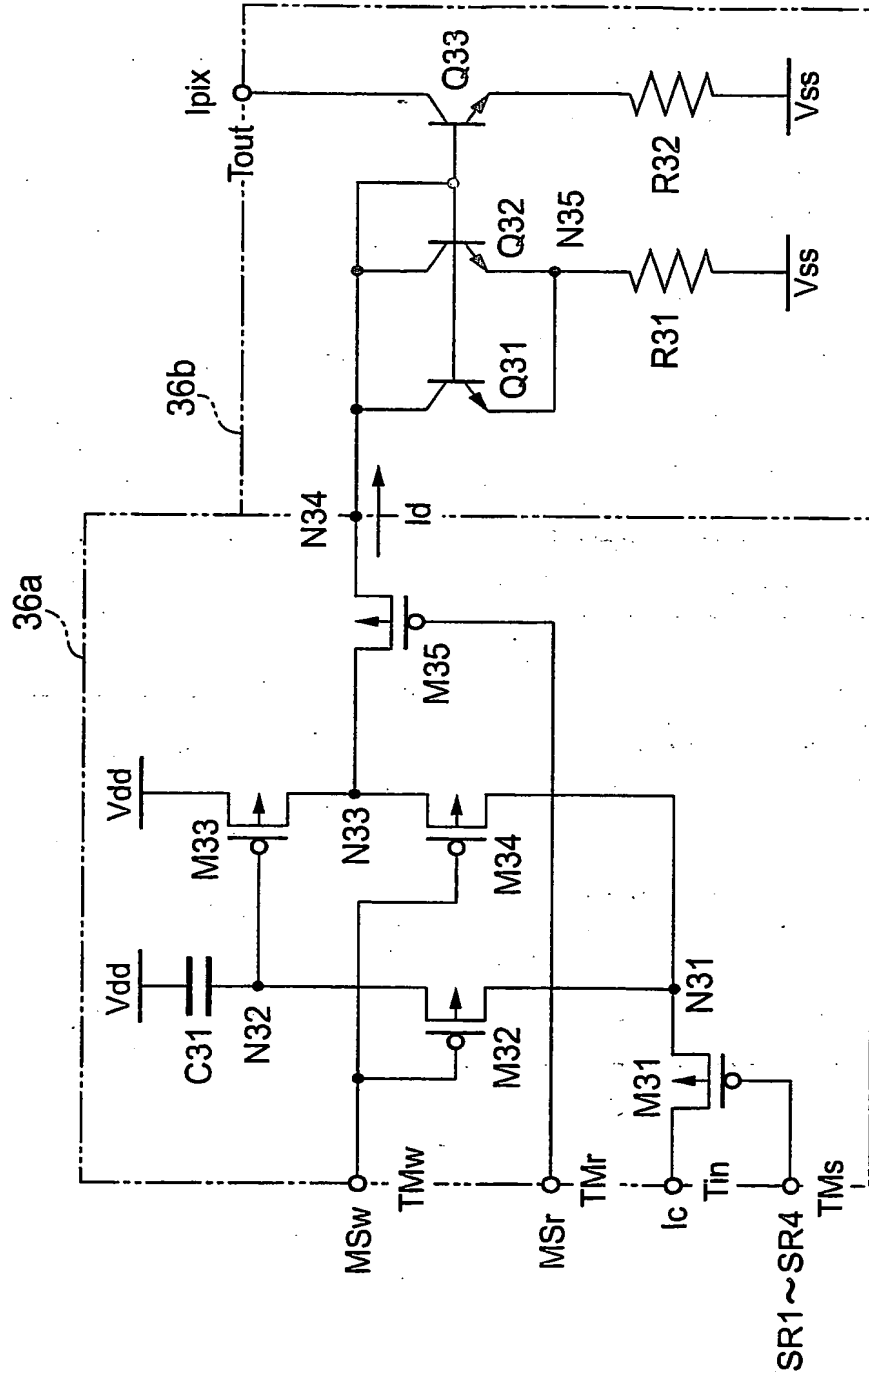 36a
36b
Ipix
Tout
Vdd
Vdd
C31
M33
N32
N33
N34
Id
Q33
Q32
Q31
N35
R32
R31
Vss
Vss
M35
M34
M32
N31
M31
MSw
TMw
MSr
TMr
Ic
Tin
SR1~SR4
TMs